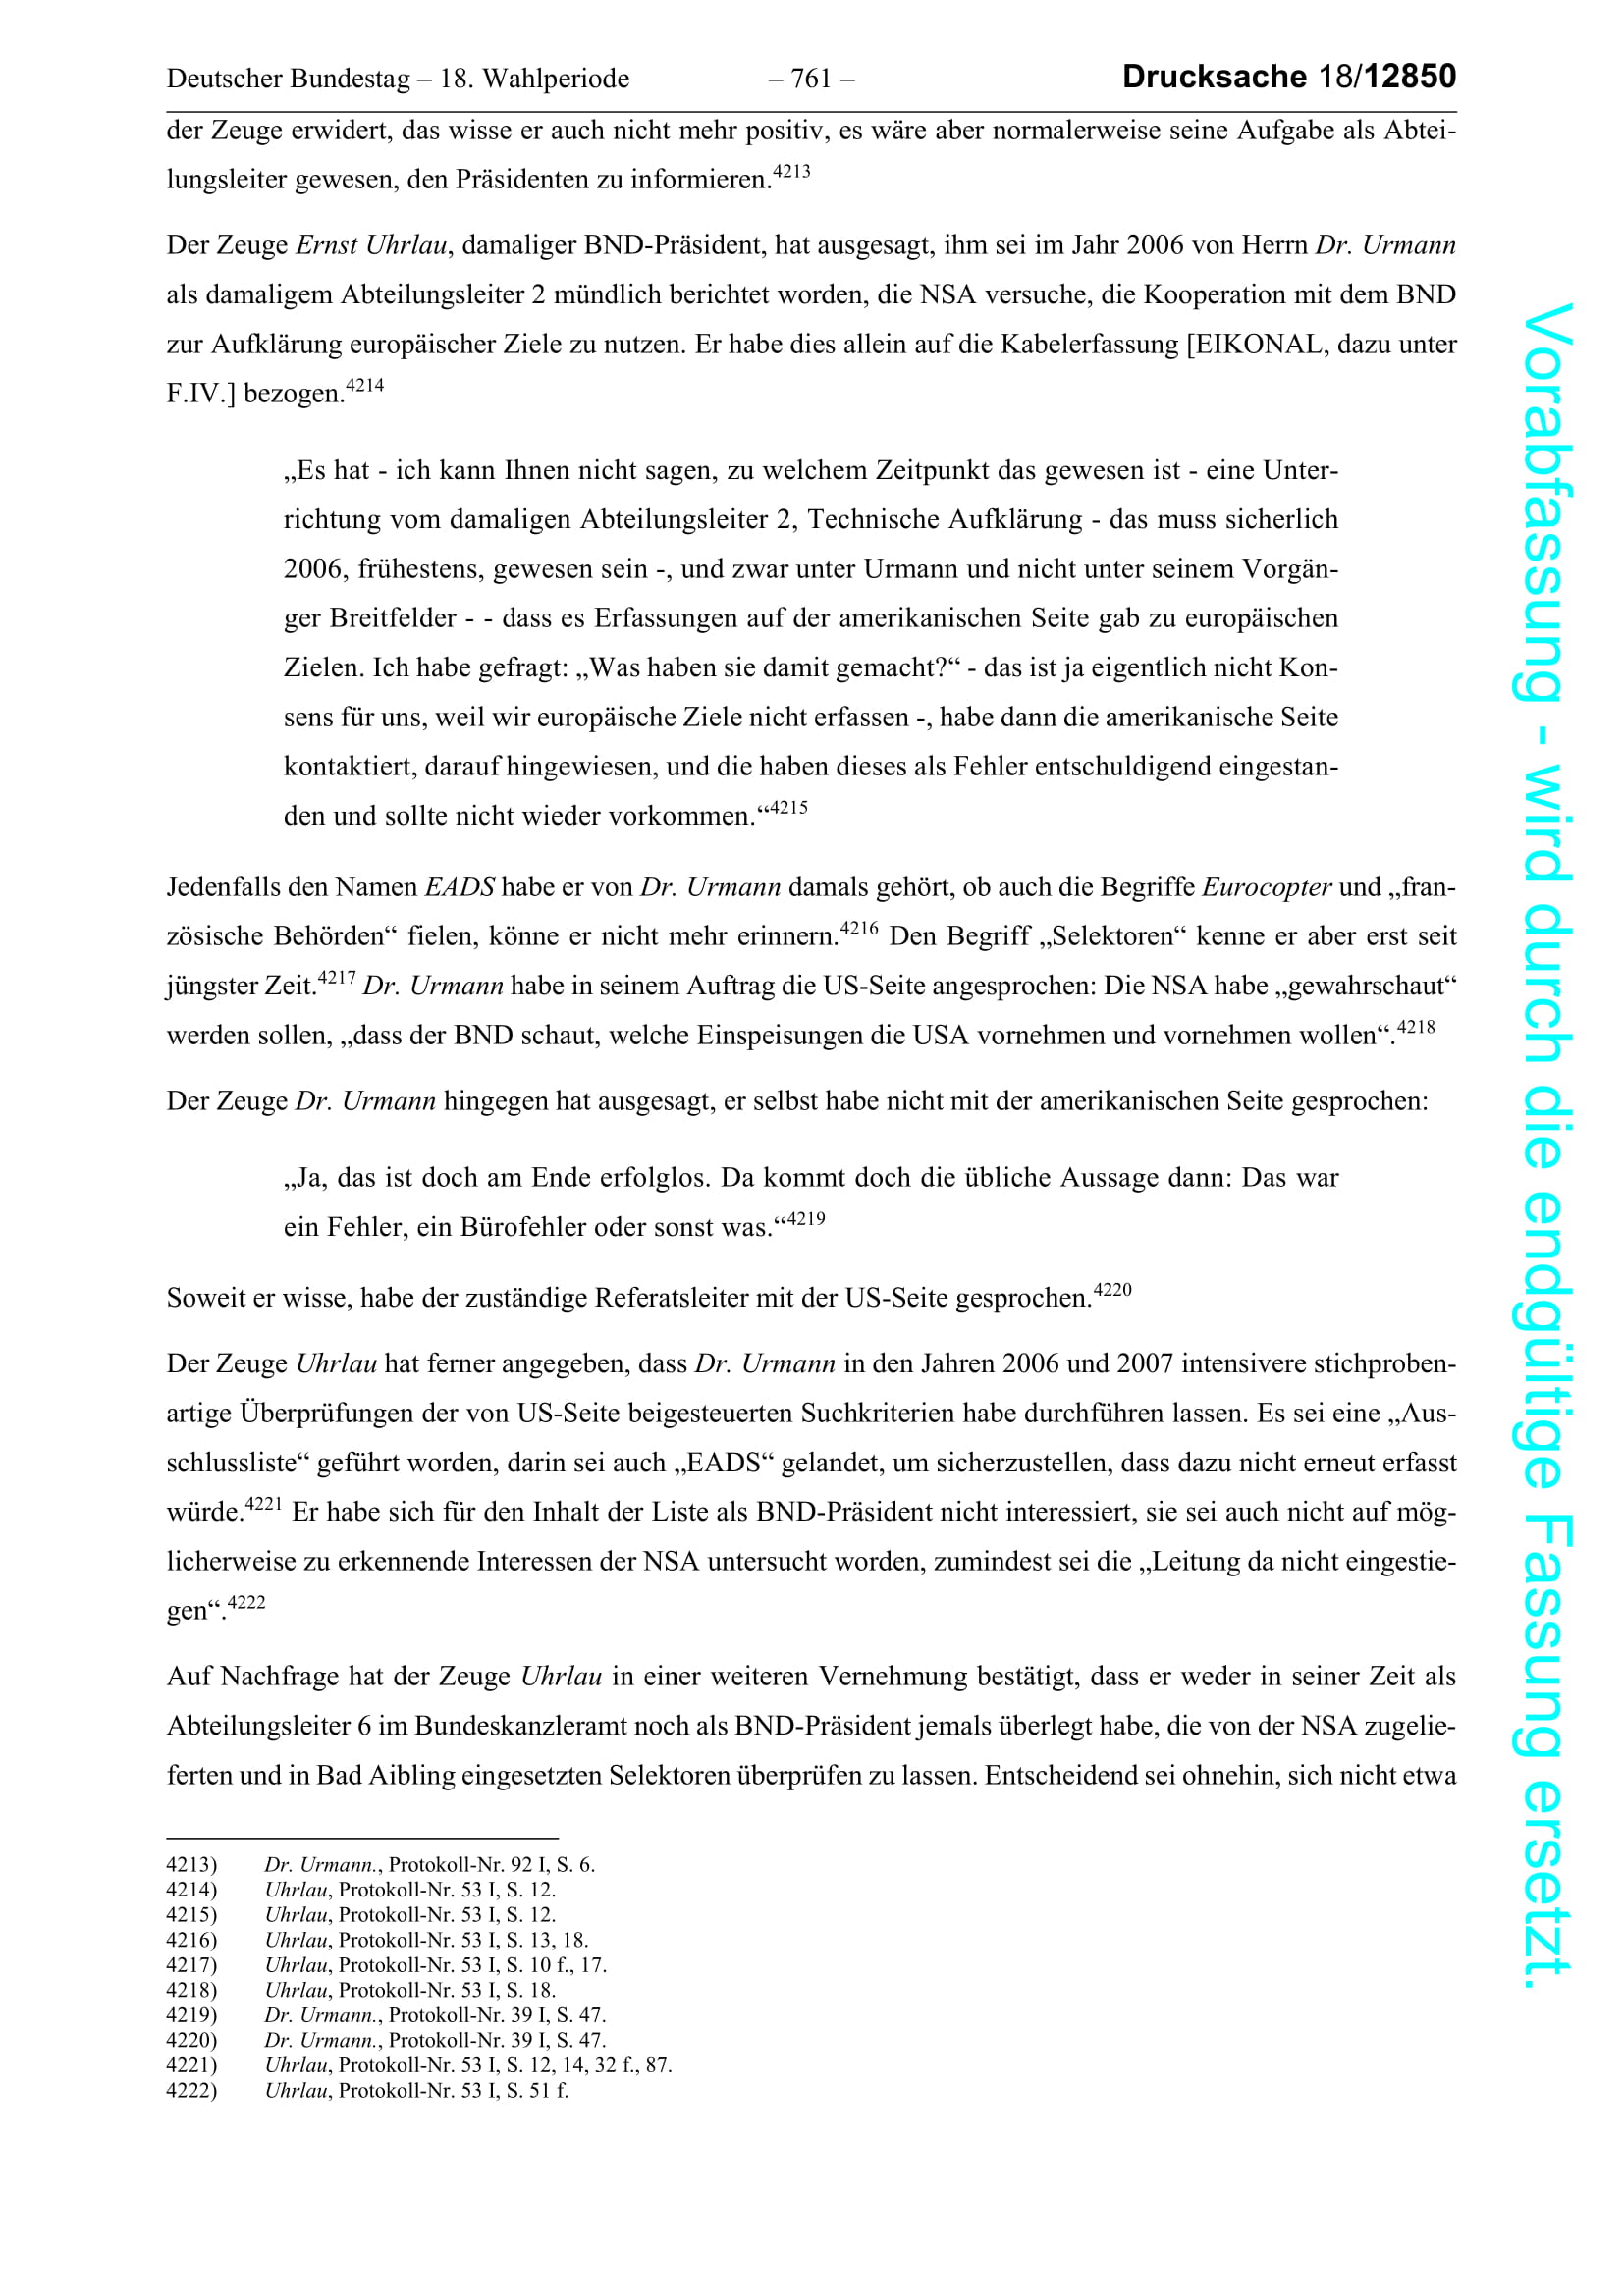 Deutscher Bundestag – 18. Wahlperiode – 761 – Drucksache 18/12850
der Zeuge erwidert, das wisse er auch nicht mehr positiv, es wäre aber normalerweise seine Aufgabe als Abtei-
lungsleiter gewesen, den Präsidenten zu informieren.4213
Der Zeuge Ernst Uhrlau, damaliger BND-Präsident, hat ausgesagt, ihm sei im Jahr 2006 von Herrn Dr. Urmann
als damaligem Abteilungsleiter 2 mündlich berichtet worden, die NSA versuche, die Kooperation mit dem BND
zur Aufklärung europäischer Ziele zu nutzen. Er habe dies allein auf die Kabelerfassung [EIKONAL, dazu unter
F.IV.] bezogen.4214
„Es hat - ich kann Ihnen nicht sagen, zu welchem Zeitpunkt das gewesen ist - eine Unter-
richtung vom damaligen Abteilungsleiter 2, Technische Aufklärung - das muss sicherlich
2006, frühestens, gewesen sein -, und zwar unter Urmann und nicht unter seinem Vorgän-
ger Breitfelder - - dass es Erfassungen auf der amerikanischen Seite gab zu europäischen
Zielen. Ich habe gefragt: „Was haben sie damit gemacht?“ - das ist ja eigentlich nicht Kon-
sens für uns, weil wir europäische Ziele nicht erfassen -, habe dann die amerikanische Seite
kontaktiert, darauf hingewiesen, und die haben dieses als Fehler entschuldigend eingestan-
den und sollte nicht wieder vorkommen.“4215
Jedenfalls den Namen EADS habe er von Dr. Urmann damals gehört, ob auch die Begriffe Eurocopter und „fran-
zösische Behörden“ fielen, könne er nicht mehr erinnern.4216 Den Begriff „Selektoren“ kenne er aber erst seit
jüngster Zeit.4217 Dr. Urmann habe in seinem Auftrag die US-Seite angesprochen: Die NSA habe „gewahrschaut“
werden sollen, „dass der BND schaut, welche Einspeisungen die USA vornehmen und vornehmen wollen“.4218
Der Zeuge Dr. Urmann hingegen hat ausgesagt, er selbst habe nicht mit der amerikanischen Seite gesprochen:
„Ja, das ist doch am Ende erfolglos. Da kommt doch die übliche Aussage dann: Das war
ein Fehler, ein Bürofehler oder sonst was.“4219
Soweit er wisse, habe der zuständige Referatsleiter mit der US-Seite gesprochen.4220
Der Zeuge Uhrlau hat ferner angegeben, dass Dr. Urmann in den Jahren 2006 und 2007 intensivere stichproben-
artige Überprüfungen der von US-Seite beigesteuerten Suchkriterien habe durchführen lassen. Es sei eine „Aus-
schlussliste“ geführt worden, darin sei auch „EADS“ gelandet, um sicherzustellen, dass dazu nicht erneut erfasst
würde.4221 Er habe sich für den Inhalt der Liste als BND-Präsident nicht interessiert, sie sei auch nicht auf mög-
licherweise zu erkennende Interessen der NSA untersucht worden, zumindest sei die „Leitung da nicht eingestie-
gen“.4222
Auf Nachfrage hat der Zeuge Uhrlau in einer weiteren Vernehmung bestätigt, dass er weder in seiner Zeit als
Abteilungsleiter 6 im Bundeskanzleramt noch als BND-Präsident jemals überlegt habe, die von der NSA zugelie-
ferten und in Bad Aibling eingesetzten Selektoren überprüfen zu lassen. Entscheidend sei ohnehin, sich nicht etwa
4213) Dr. Urmann., Protokoll-Nr. 92 I, S. 6.
4214) Uhrlau, Protokoll-Nr. 53 I, S. 12.
4215) Uhrlau, Protokoll-Nr. 53 I, S. 12.
4216) Uhrlau, Protokoll-Nr. 53 I, S. 13, 18.
4217) Uhrlau, Protokoll-Nr. 53 I, S. 10 f., 17.
4218) Uhrlau, Protokoll-Nr. 53 I, S. 18.
4219) Dr. Urmann., Protokoll-Nr. 39 I, S. 47.
4220) Dr. Urmann., Protokoll-Nr. 39 I, S. 47.
4221) Uhrlau, Protokoll-Nr. 53 I, S. 12, 14, 32 f., 87.
4222) Uhrlau, Protokoll-Nr. 53 I, S. 51 f.
Vorabfassung - wird durch die endgültige Fassung ersetzt.